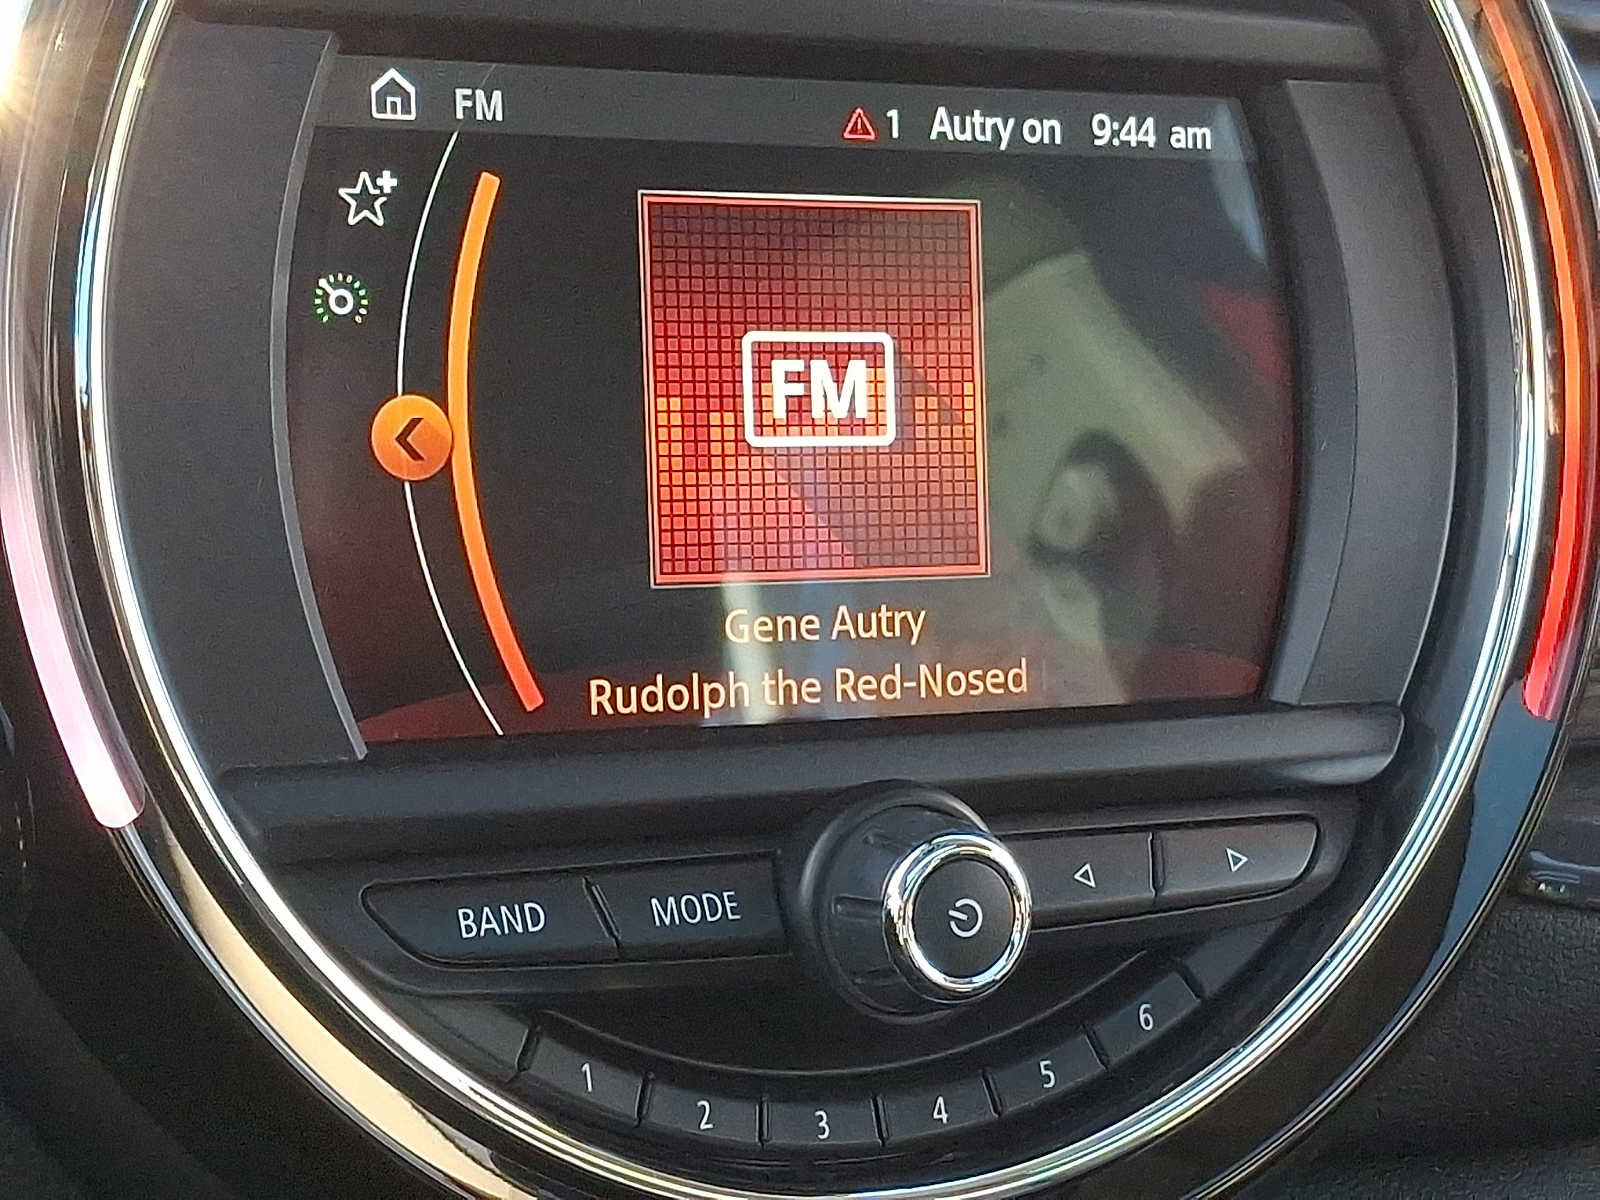 FM 1 Autry on 9:44 am
FM
Gene Autry
Rudolph the Red-Nosed
BAND MODE
1 2 3 4 5 6